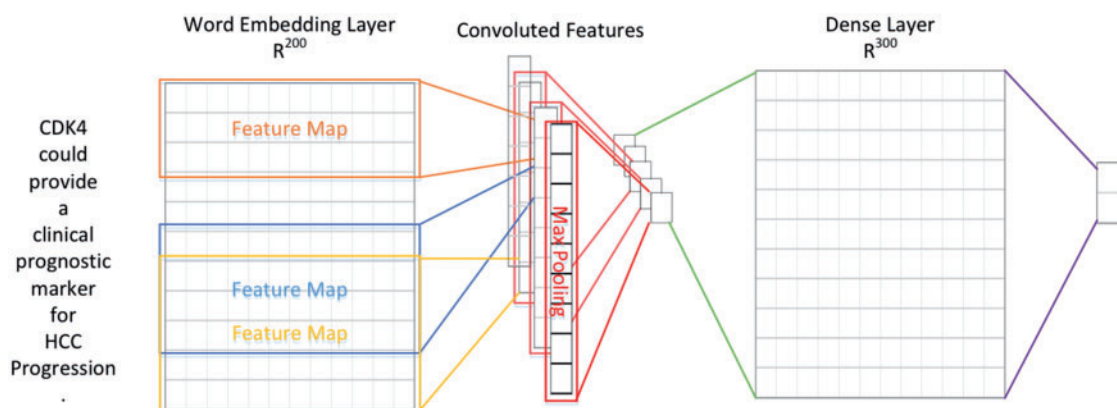 Word Embedding Layer
R200
Convoluted Features
Dense Layer
R300
CDK4
could
provide
a
clinical
prognostic
marker
for
HCC
Progression
.
Feature Map
Feature Map
Feature Map
Max Pooling